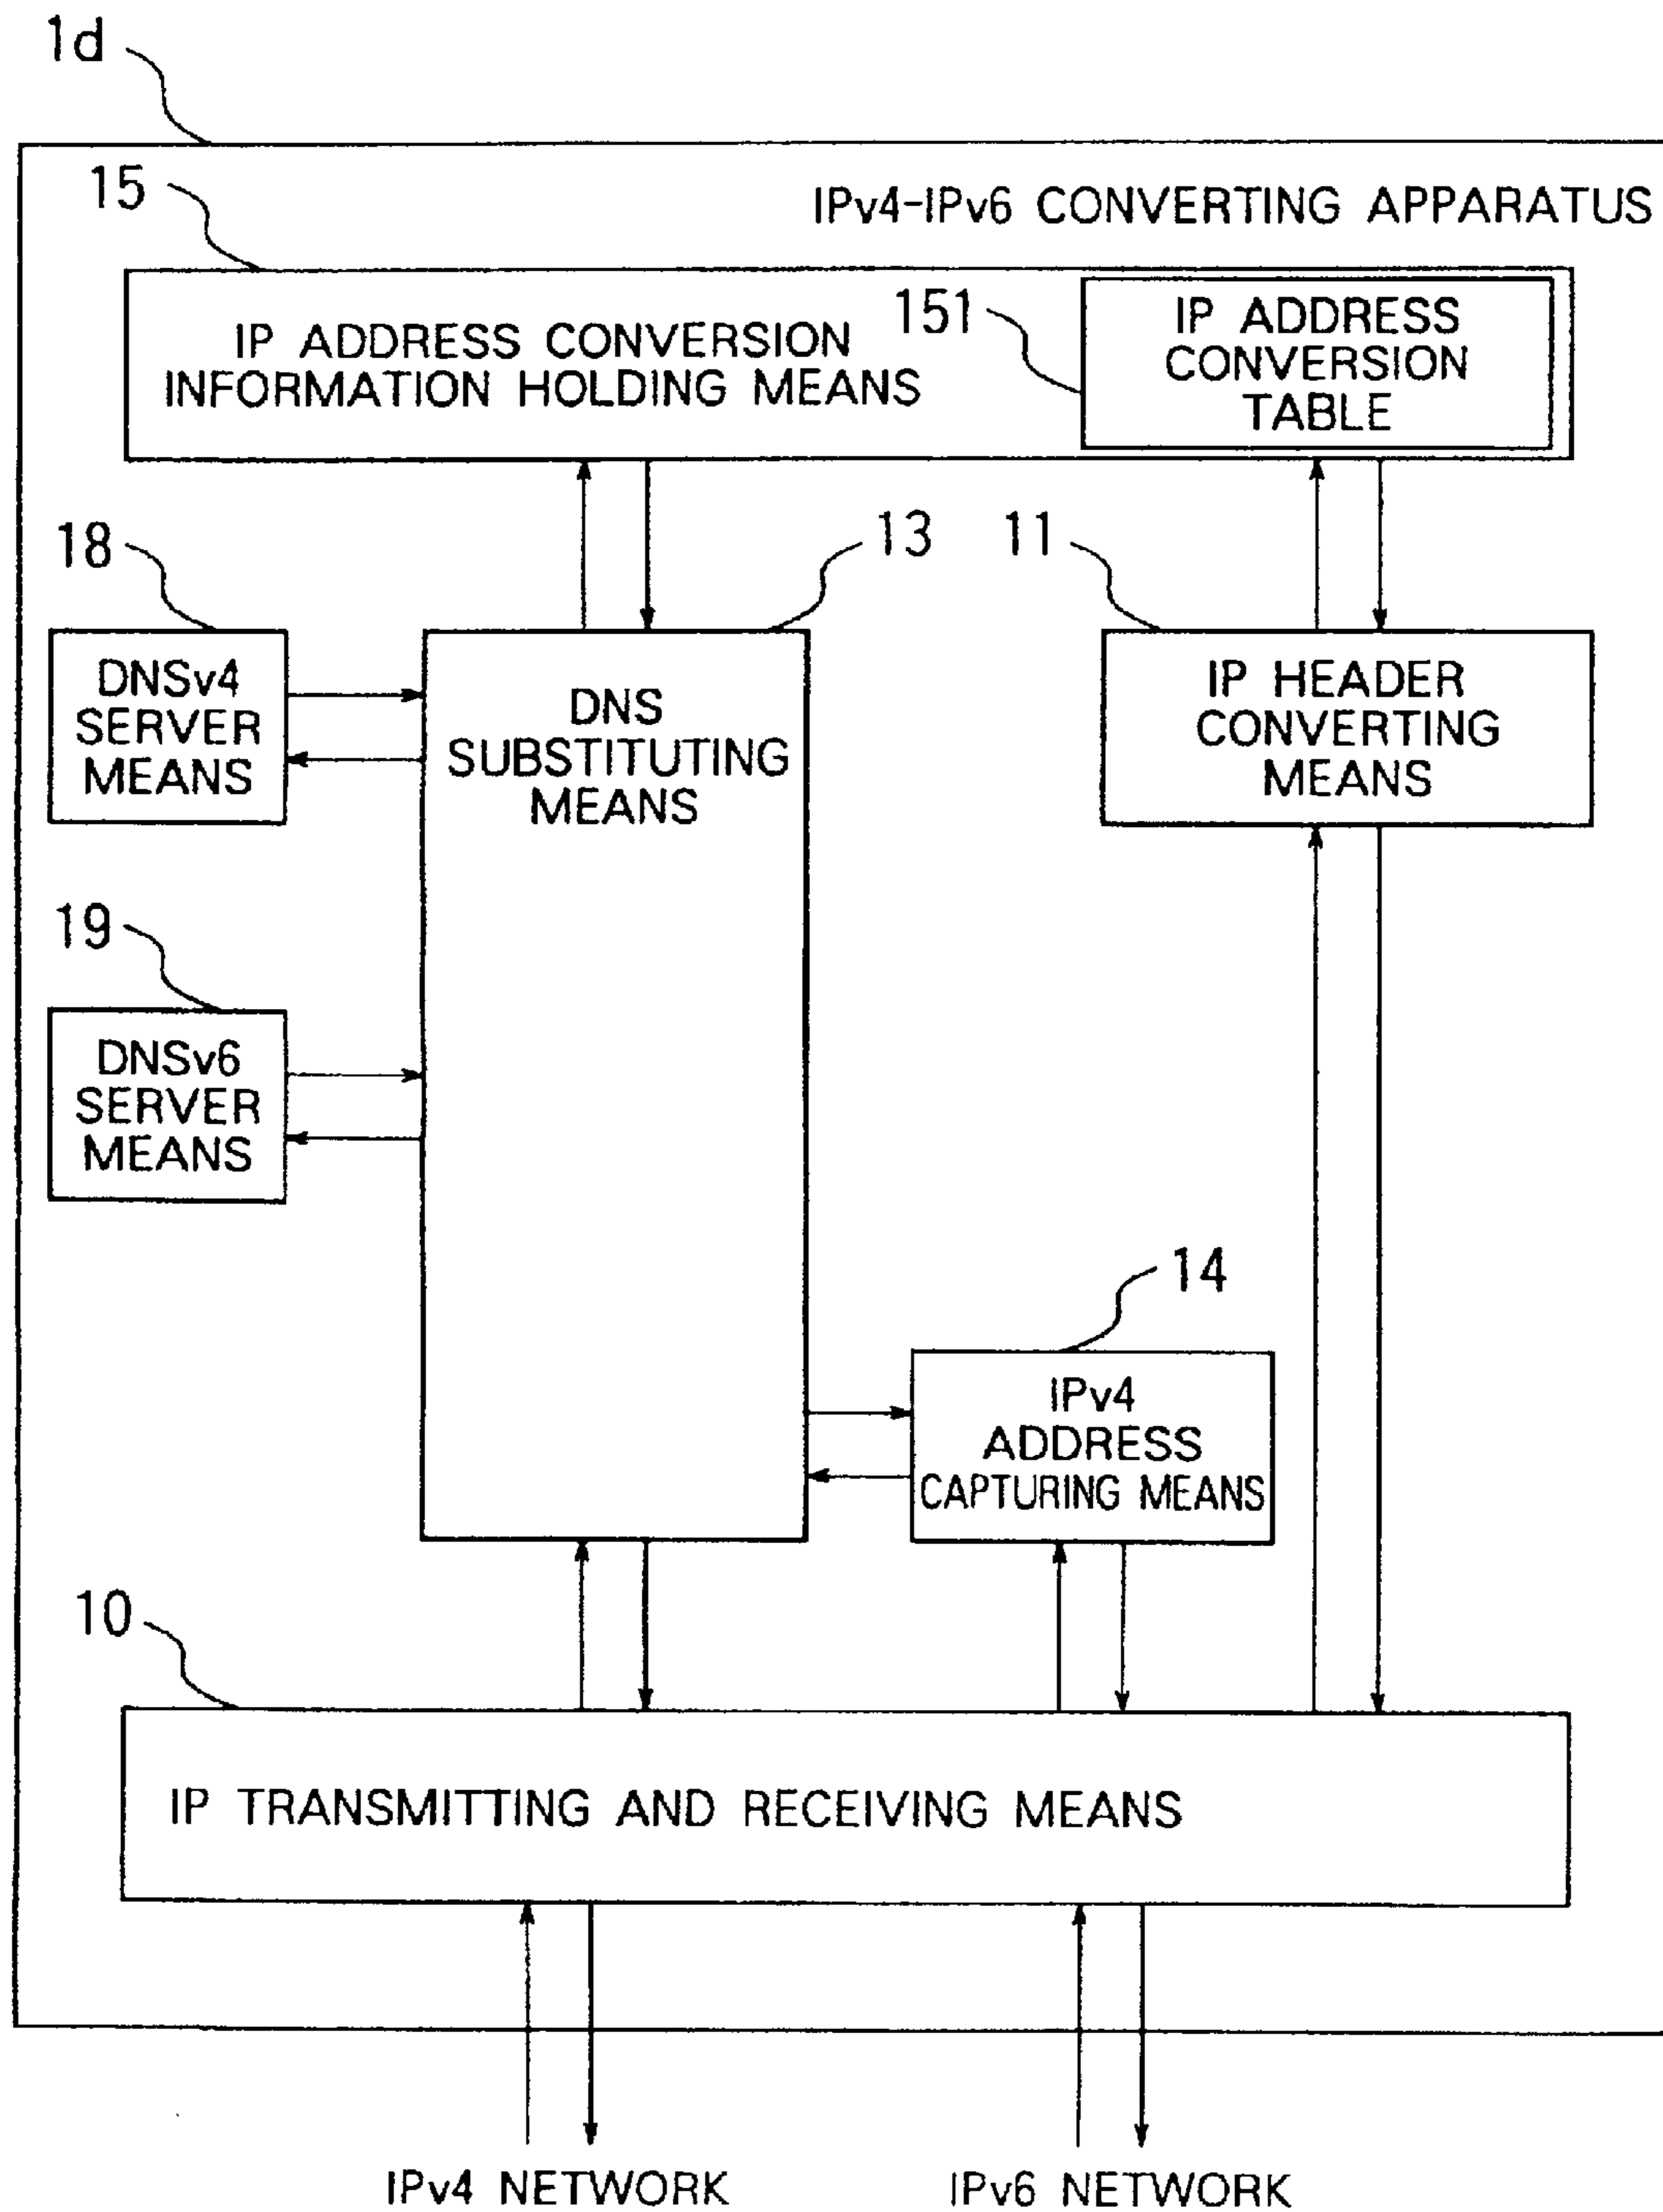 1d
15
IPv4-IPv6 CONVERTING APPARATUS
IP ADDRESS CONVERSION
INFORMATION HOLDING MEANS
151
IP ADDRESS
CONVERSION
TABLE
18
13
11
DNSv4
SERVER
MEANS
DNS
SUBSTITUTING
MEANS
IP HEADER
CONVERTING
MEANS
19
DNSv6
SERVER
MEANS
14
IPv4
ADDRESS
CAPTURING MEANS
10
IP TRANSMITTING AND RECEIVING MEANS
IPv4 NETWORK
IPv6 NETWORK